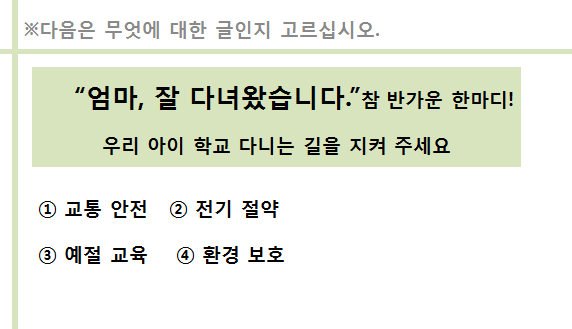 ※다음은 무엇에 대한 글인지 고르십시오.
“엄마, 잘 다녀왔습니다.”참 반가운 한마디!
우리 아이 학교 다니는 길을 지켜 주세요
① 교통 안전 ② 전기 절약
③ 예절 교육 ④ 환경 보호